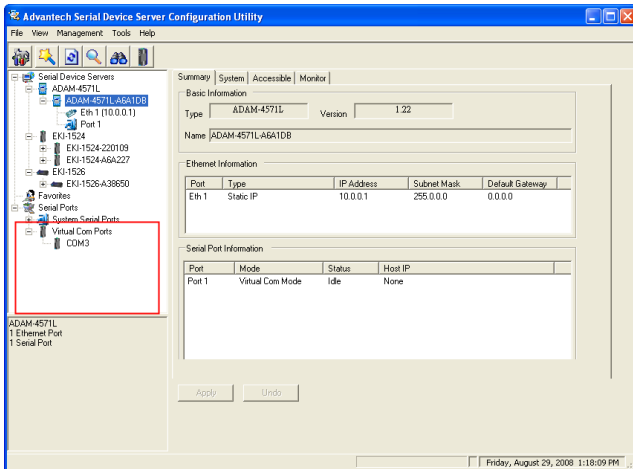 Advantech Serial Device Server Configuration Utility
File View Management Tools Help
Serial Device Servers
ADAM-4571L
ADAM-4571L-A6A1DB
Eth 1 (10.0.0.1)
Port 1
EKI-1524
EKI-1524-220109
EKI-1524-A6A227
EKI-1526
EKI-1526-A38650
Favorites
Serial Ports
System Serial Ports
Virtual Com Ports
COM3
ADAM-4571L
1 Ethernet Port
1 Serial Port
Summary System Accessible Monitor
Basic Information
Type ADAM-4571L Version 1.22
Name ADAM-4571L-A6A1DB
Ethernet Information
Port Type IP Address Subnet Mask Default Gateway
Eth 1 Static IP 10.0.0.1 255.0.0.0 0.0.0.0
Serial Port Information
Port Mode Status Host IP
Port 1 Virtual Com Mode Idle None
Apply Undo
Friday, August 29, 2008 1:18:09 PM